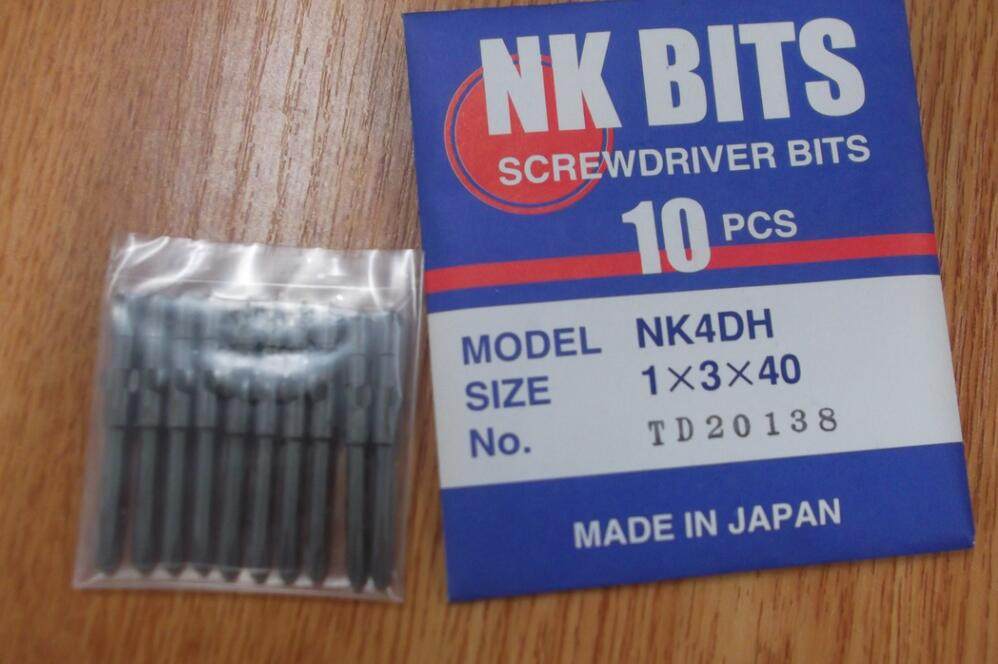 NK BITS
SCREWDRIVER BITS
10 PCS
MODEL NK4DH
SIZE 1×3×40
No. TD20138
MADE IN JAPAN